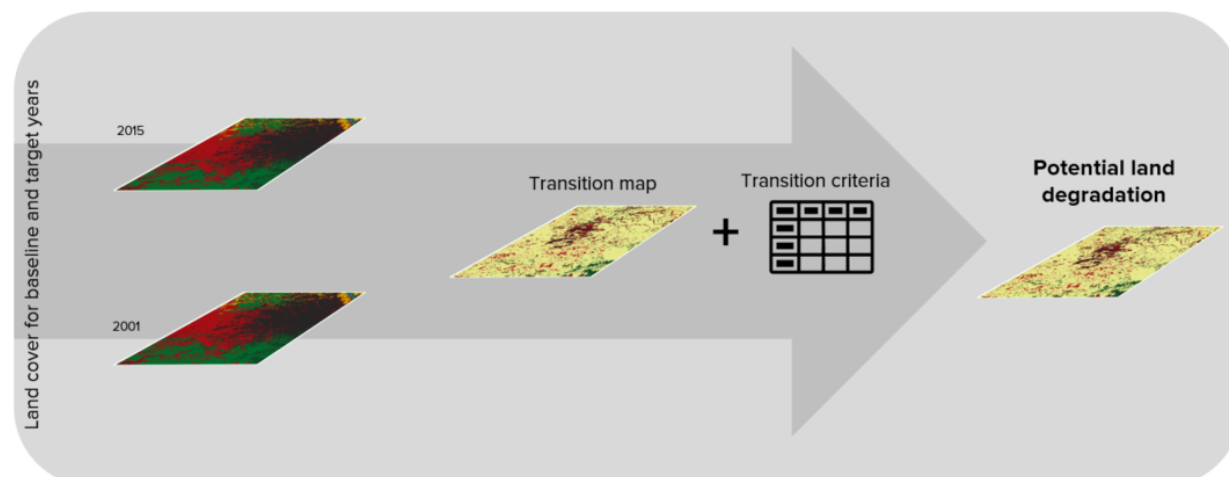 Land cover for baseline and target years
2015
2001
Transition map
Transition criteria
Potential land
degradation